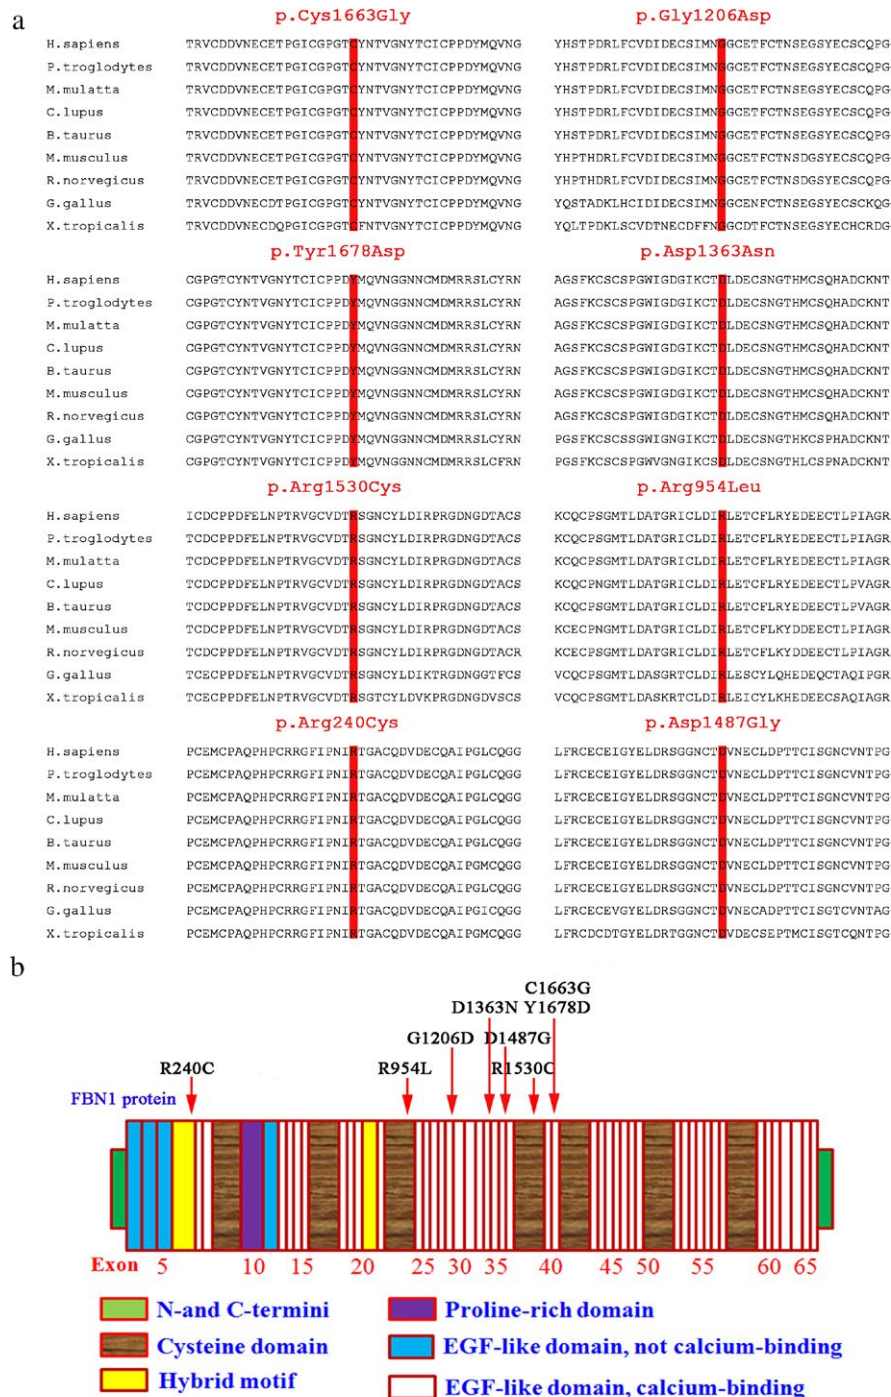 a
p.Cys1663Gly p.Gly1206Asp
H.sapiens TRVCDDVNECETPGICGPGTCYNTVGNYTCICPPDYMQVNG YHSTPDRLFCVDIDECSIMNGGCETFCTNSEGSYECSCQPG
P.troglodytes TRVCDDVNECETPGICGPGTCYNTVGNYTCICPPDYMQVNG YHSTPDRLFCVDIDECSIMNGGCETFCTNSEGSYECSCQPG
M.mulatta TRVCDDVNECETPGICGPGTCYNTVGNYTCICPPDYMQVNG YHSTPDRLFCVDIDECSIMNGGCETFCTNSEGSYECSCQPG
C.lupus TRVCDDVNECETPGICGPGTCYNTVGNYTCICPPDYMQVNG YHSTPDRLFCVDIDECSIMNGGCETFCTNSEGSYECSCQPG
B.taurus TRVCDDVNECETPGICGPGTCYNTVGNYTCICPPDYMQVNG YHSTPDRLFCVDIDECSIMNGGCETFCTNSEGSYECSCQPG
M.musculus TRVCDDVNECETPGICGPGTCYNTVGNYTCICPPDYMQVNG YHPTHDRLFCVDIDECSIMNGGCETFCTNSDGSYECSCQPG
R.norvegicus TRVCDDVNECETPGICGPGTCYNTVGNYTCICPPDYMQVNG YHPTHDRLFCVDIDECSIMNGGCETFCTNSDGSYECSCQPG
G.gallus TRVCDDVNECDTPGICGPGTCYNTVGNYTCICPPDYMQVNG YQSTADKLHCIDIDECSIMNGGCENFCTNSEGSYECSCKQG
X.tropicalis TRVCDDVNECDQPGICGPGTCFNTVGNYTCICPPDYMQVNG YQLTPDKLSCVDTNECDFFNGGCDTFCTNSEGSYECHCRDG
p.Tyr1678Asp p.Asp1363Asn
H.sapiens CGPGTCYNTVGNYTCICPPDYMQVNGGNNCMDMRRSLCYRN AGSFKCSCSPGWIGDGIKCTDLDECSNGTHMCSQHADCKNT
P.troglodytes CGPGTCYNTVGNYTCICPPDYMQVNGGNNCMDMRRSLCYRN AGSFKCSCSPGWIGDGIKCTDLDECSNGTHMCSQHADCKNT
M.mulatta CGPGTCYNTVGNYTCICPPDYMQVNGGNNCMDMRRSLCYRN AGSFKCSCSPGWIGDGIKCTDLDECSNGTHMCSQHADCKNT
C.lupus CGPGTCYNTVGNYTCICPPDYMQVNGGNNCMDMRRSLCYRN AGSFKCSCSPGWIGDGIKCTDLDECSNGTHMCSQHADCKNT
B.taurus CGPGTCYNTVGNYTCICPPDYMQVNGGNNCMDMRRSLCYRN AGSFKCSCSPGWIGDGIKCTDLDECSNGTHMCSQHADCKNT
M.musculus CGPGTCYNTVGNYTCICPPDYMQVNGGNNCMDMRRSLCYRN AGSFKCSCSPGWIGDGIKCTDLDECSNGTHMCSQHADCKNT
R.norvegicus CGPGTCYNTVGNYTCICPPDYMQVNGGNNCMDMRRSLCYRN AGSFKCSCSPGWIGDGIKCTDLDECSNGTHMCSQHADCKNT
G.gallus CGPGTCYNTVGNYTCICPPDYMQVNGGNNCMDMRRSLCYRN PGSFKCSCSSGWIGNGIKCTDLDECSNGTHKCSPHADCKNT
X.tropicalis CGPGTCYNTVGNYTCICPPDYMQVNGGNNCMDMRRSLCFRN PGSFKCSCSPGWVGNGIKCSDLDECSNGTHLCSPNADCKNT
p.Arg1530Cys p.Arg954Leu
H.sapiens ICDCPPDFELNPTRVGCVDTRSGNCYLDIRPRGDNGDTACS KCQCPSGMTLDATGRICLDIRLETCFLRYEDEECTLPIAGR
P.troglodytes TCDCPPDFELNPTRVGCVDTRSGNCYLDIRPRGDNGDTACS KCQCPSGMTLDATGRICLDIRLETCFLRYEDEECTLPIAGR
M.mulatta TCDCPPDFELNPTRVGCVDTRSGNCYLDIRPRGDNGDTACS KCQCPSGMTLDATGRICLDIRLETCFLRYEDEECTLPIAGR
C.lupus TCDCPPDFELNPTRVGCVDTRSGNCYLDIRPRGDNGDTACS KCQCPNGMTLDATGRICLDIRLETCFLRYEDEECTLPVAGR
B.taurus TCDCPPDFELNPTRVGCVDTRSGNCYLDIRPRGDNGDTACS KCQCPSGMTLDATGRICLDIRLETCFLRYEDEECTLPVAGR
M.musculus TCDCPPDFELNPTRVGCVDTRSGNCYLDIRPRGDNGDTACS KCECPNGMTLDATGRICLDIRLETCFLKYDDEECTLPIAGR
R.norvegicus TCDCPPDFELNPTRVGCVDTRSGNCYLDIRPRGDNGDTACR KCECPNGMTLDATGRICLDIRLETCFLKYDDEECTLPIAGR
G.gallus TCECPPDFELNPTRVGCVDTRSGNCYLDIKTRGDNGGTFCS VCQCPSGMTLDASGRTCLDIRLESCYLQHEDEQCTAQIPGR
X.tropicalis TCECPPDFELNPTRVGCVDTRSGTCYLDVKPRGDNGDVSCS VCQCPSGMTLDASKRTCLDIRLEICYLKHEDEECSAQIAGR
p.Arg240Cys p.Asp1487Gly
H.sapiens PCEMCPAQPHPCRRGFIPNIRTGACQDVDECQAIPGLCQGG LFRCECEIGYELDRSGGNCTDVNECLDPTTCISGNCVNTPG
P.troglodytes PCEMCPAQPHPCRRGFIPNIRTGACQDVDECQAIPGLCQGG LFRCECEIGYELDRSGGNCTDVNECLDPTTCISGNCVNTPG
M.mulatta PCEMCPAQPHPCRRGFIPNIRTGACQDVDECQAIPGLCQGG LFRCECEIGYELDRSGGNCTDVNECLDPTTCISGNCVNTPG
C.lupus PCEMCPAQPHPCRRGFIPNIRTGACQDVDECQAIPGLCQGG LFRCECEIGYELDRSGGNCTDVNECLDPTTCISGNCVNTPG
B.taurus PCEMCPAQPHPCRRGFIPNIRTGACQDVDECQAIPGLCQGG LFRCECEIGYELDRSGGNCTDVNECLDPTTCISGNCVNTPG
M.musculus PCEMCPAQPHPCRRGFIPNIRTGACQDVDECQAIPGMCQGG LFRCECEIGYELDRSGGNCTDVNECLDPTTCISGNCVNTPG
R.norvegicus PCEMCPAQPHPCRRGFIPNIRTGACQDVDECQAIPGLCQGG LFRCECEIGYELDRSGGNCTDVNECLDPTTCISGNCVNTPG
G.gallus PCEMCPAQPHPCRRGFIPNIRTGACQDVDECQAIPGICQGG LFRCECEVGYELDRSGGNCTDVNECADPTTCISGTCVNTAG
X.tropicalis PCEMCPAQPHPCRRGFIPNIRTGACQDVDECQAIPGMCQGG LFRCDCDTGYELDRTGGNCTDVDECSEPTMCISGTCQNTPG
b
C1663G
D1363N Y1678D
G1206D D1487G
R240C R954L R1530C
FBN1 protein
Exon 5 10 15 20 25 30 35 40 45 50 55 60 65
N-and C-termini Proline-rich domain
Cysteine domain EGF-like domain, not calcium-binding
Hybrid motif EGF-like domain, calcium-binding